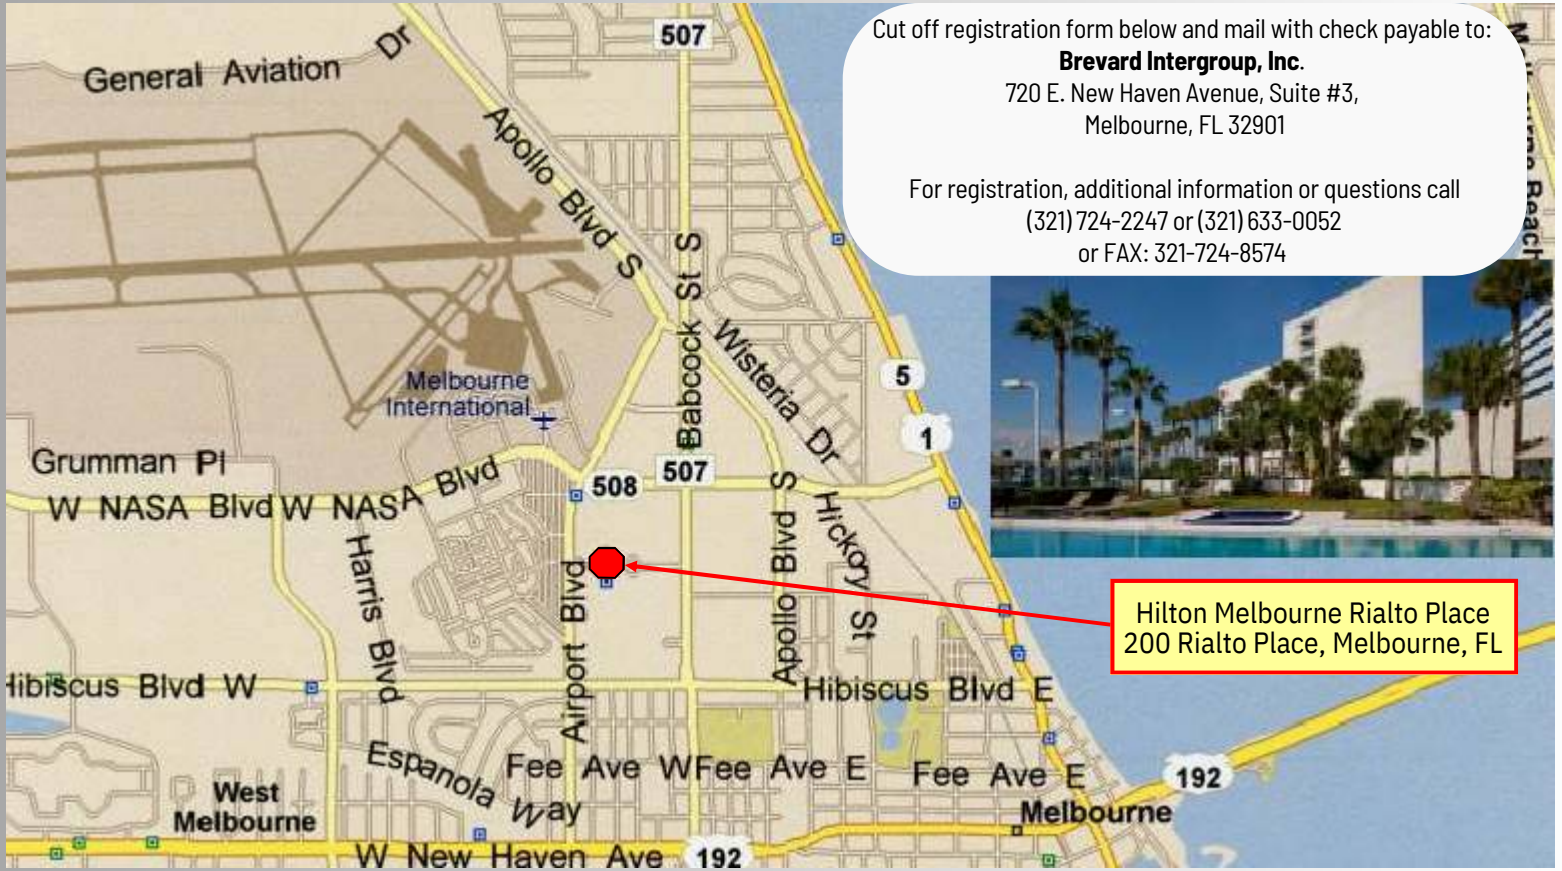 Cut off registration form below and mail with check payable to:
Brevard Intergroup, Inc.
720 E. New Haven Avenue, Suite #3,
Melbourne, FL 32901
For registration, additional information or questions call
(321) 724-2247 or (321) 633-0052
or FAX: 321-724-8574
General Aviation Dr
507
Apollo Blvd S
Babcock St S
Wisteria Dr
5
1
Melbourne
International
Grumman Pl
W NASA Blvd W NASA Blvd
508
507
Harris Blvd
Airport Blvd
Apollo Blvd S
Hickory St
Hilton Melbourne Rialto Place
200 Rialto Place, Melbourne, FL
Hibiscus Blvd W
Hibiscus Blvd E
Espanola Way
Fee Ave W
Fee Ave E
Fee Ave E
192
West
Melbourne
Melbourne
W New Haven Ave
192
Beach